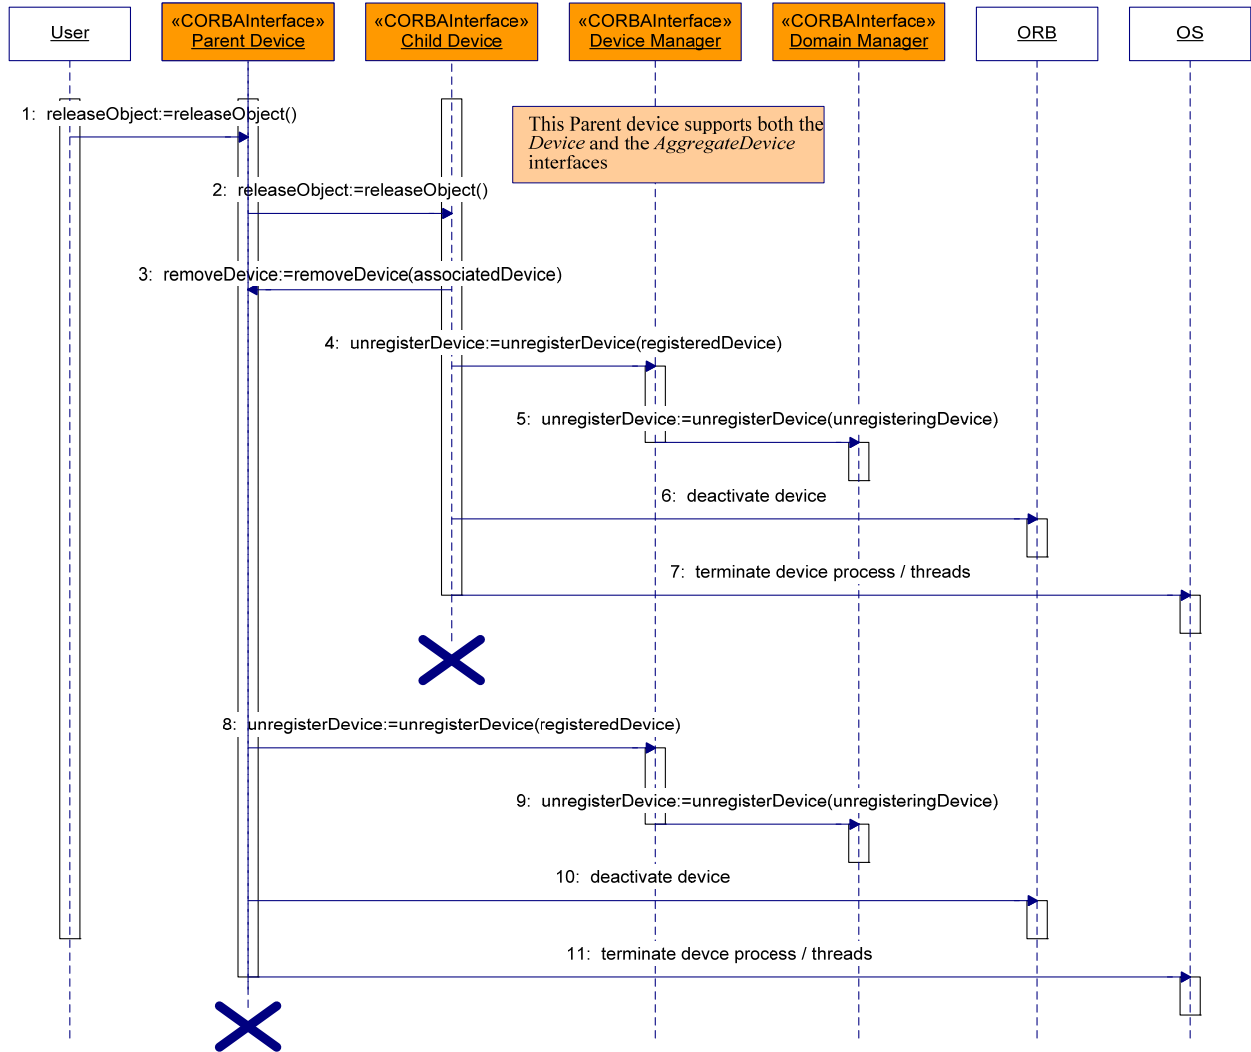 User
«CORBAInterface»
Parent Device
«CORBAInterface»
Child Device
«CORBAInterface»
Device Manager
«CORBAInterface»
Domain Manager
ORB
OS
1: releaseObject:=releaseObject()
This Parent device supports both the
Device and the AggregateDevice
interfaces
2: releaseObject:=releaseObject()
3: removeDevice:=removeDevice(associatedDevice)
4: unregisterDevice:=unregisterDevice(registeredDevice)
5: unregisterDevice:=unregisterDevice(unregisteringDevice)
6: deactivate device
7: terminate device process / threads
8: unregisterDevice:=unregisterDevice(registeredDevice)
9: unregisterDevice:=unregisterDevice(unregisteringDevice)
10: deactivate device
11: terminate devce process / threads